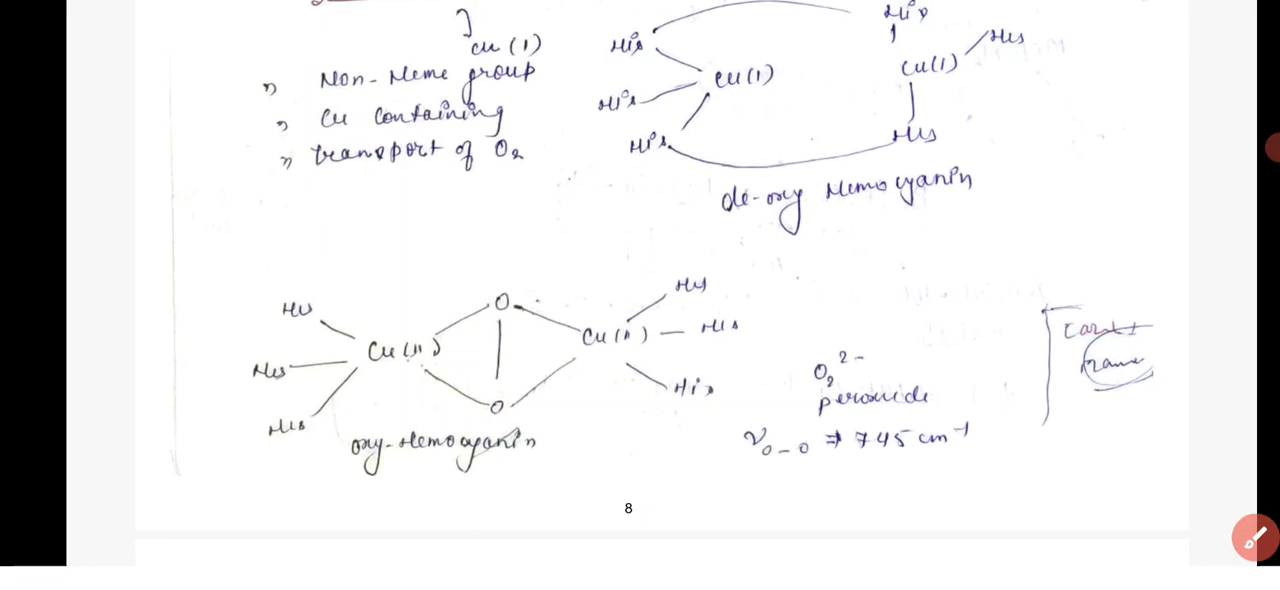 Cu (I)
Non-Heme group
Cu Containing
transport of O2
His
His
His
Cu(I)
His
Cu(I)
His
His
de-oxy Hemocyanin
His
His
His
Cu (II)
O
O
Cu(II)
His
His
His
oxy-Hemocyanin
O2 2-
peroxide
νO-O ⇒ 745 cm-1
8